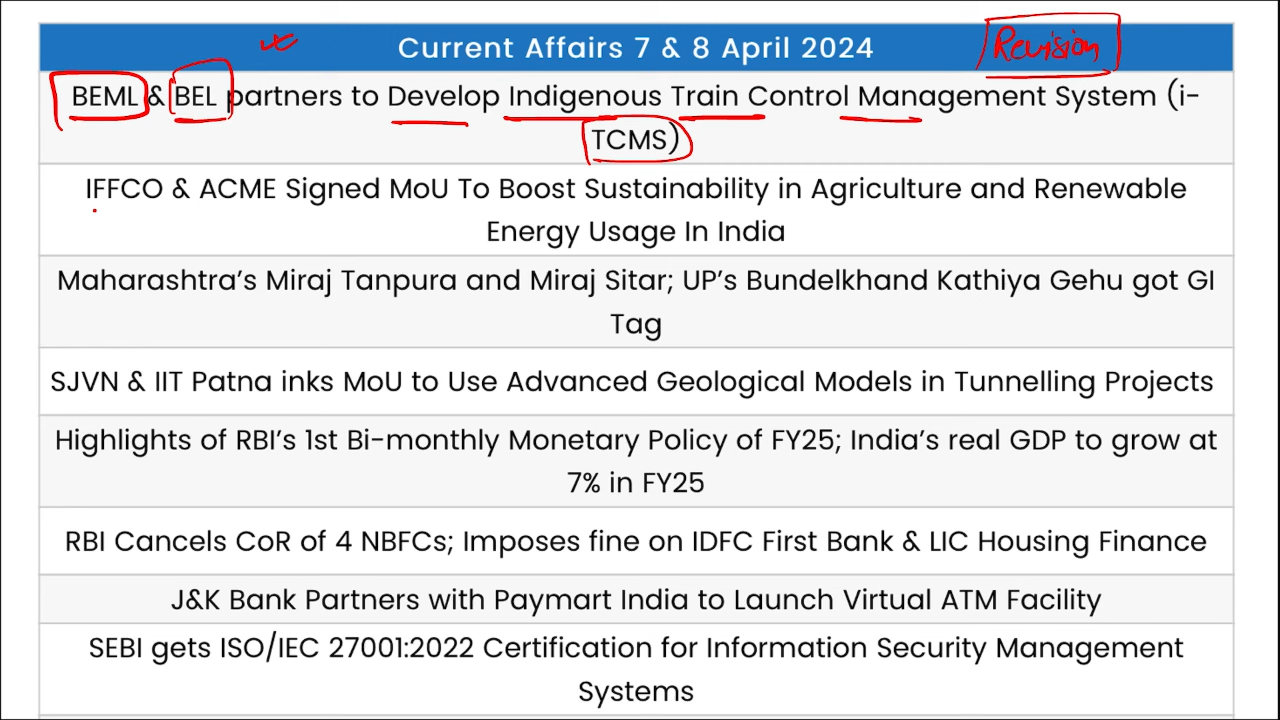 Current Affairs 7 & 8 April 2024
Revision
BEML & BEL partners to Develop Indigenous Train Control Management System (i-
TCMS)
IFFCO & ACME Signed MoU To Boost Sustainability in Agriculture and Renewable
Energy Usage In India
Maharashtra’s Miraj Tanpura and Miraj Sitar; UP’s Bundelkhand Kathiya Gehu got GI
Tag
SJVN & IIT Patna inks MoU to Use Advanced Geological Models in Tunnelling Projects
Highlights of RBI’s 1st Bi-monthly Monetary Policy of FY25; India’s real GDP to grow at
7% in FY25
RBI Cancels CoR of 4 NBFCs; Imposes fine on IDFC First Bank & LIC Housing Finance
J&K Bank Partners with Paymart India to Launch Virtual ATM Facility
SEBI gets ISO/IEC 27001:2022 Certification for Information Security Management
Systems